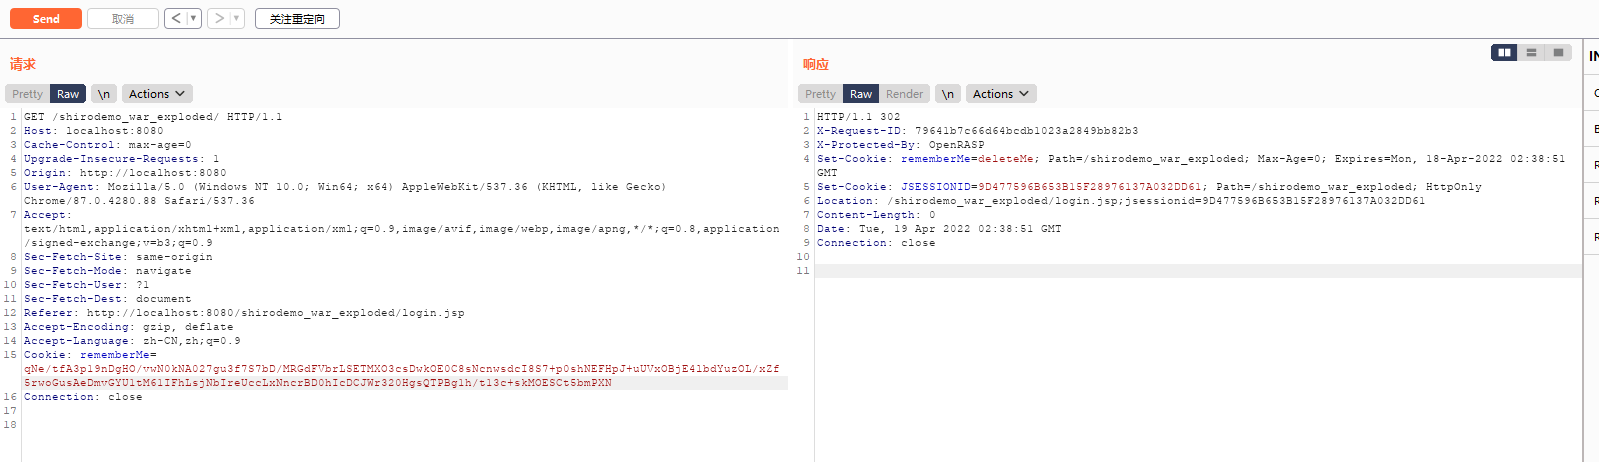 Send 取消 < ▼ > ▼ 关注重定向
请求
Pretty Raw \n Actions
1 GET /shirodemo_war_exploded/ HTTP/1.1
2 Host: localhost:8080
3 Cache-Control: max-age=0
4 Upgrade-Insecure-Requests: 1
5 Origin: http://localhost:8080
6 User-Agent: Mozilla/5.0 (Windows NT 10.0; Win64; x64) AppleWebKit/537.36 (KHTML, like Gecko)
Chrome/87.0.4280.88 Safari/537.36
7 Accept:
text/html,application/xhtml+xml,application/xml;q=0.9,image/avif,image/webp,image/apng,*/*;q=0.8,application
/signed-exchange;v=b3;q=0.9
8 Sec-Fetch-Site: same-origin
9 Sec-Fetch-Mode: navigate
10 Sec-Fetch-User: ?1
11 Sec-Fetch-Dest: document
12 Referer: http://localhost:8080/shirodemo_war_exploded/login.jsp
13 Accept-Encoding: gzip, deflate
14 Accept-Language: zh-CN,zh;q=0.9
15 Cookie: rememberMe=
qNe/tfA3pl9nDgHO/vwN0kNA027gu3f7S7bD/MRGdFVbrLSETMXO3csDwkOE0C8sNcnwsdcI8S7+p0shNEFHpJ+uUVxOBjE4lbdYuzOL/xZf
5rwoGusAeDmvGYUltM6lIFhLsjNbIreUccLxNncrBD0hIcDCJWr320HgsQTPBglh/tl3c+skMOESCt5bmPXN
16 Connection: close
17
18
响应
Pretty Raw Render \n Actions
1 HTTP/1.1 302
2 X-Request-ID: 79641b7c66d64bcdb1023a2849bb82b3
3 X-Protected-By: OpenRASP
4 Set-Cookie: rememberMe=deleteMe; Path=/shirodemo_war_exploded; Max-Age=0; Expires=Mon, 18-Apr-2022 02:38:51
GMT
5 Set-Cookie: JSESSIONID=9D477596B653B15F28976137A032DD61; Path=/shirodemo_war_exploded; HttpOnly
6 Location: /shirodemo_war_exploded/login.jsp;jsessionid=9D477596B653B15F28976137A032DD61
7 Content-Length: 0
8 Date: Tue, 19 Apr 2022 02:38:51 GMT
9 Connection: close
10
11